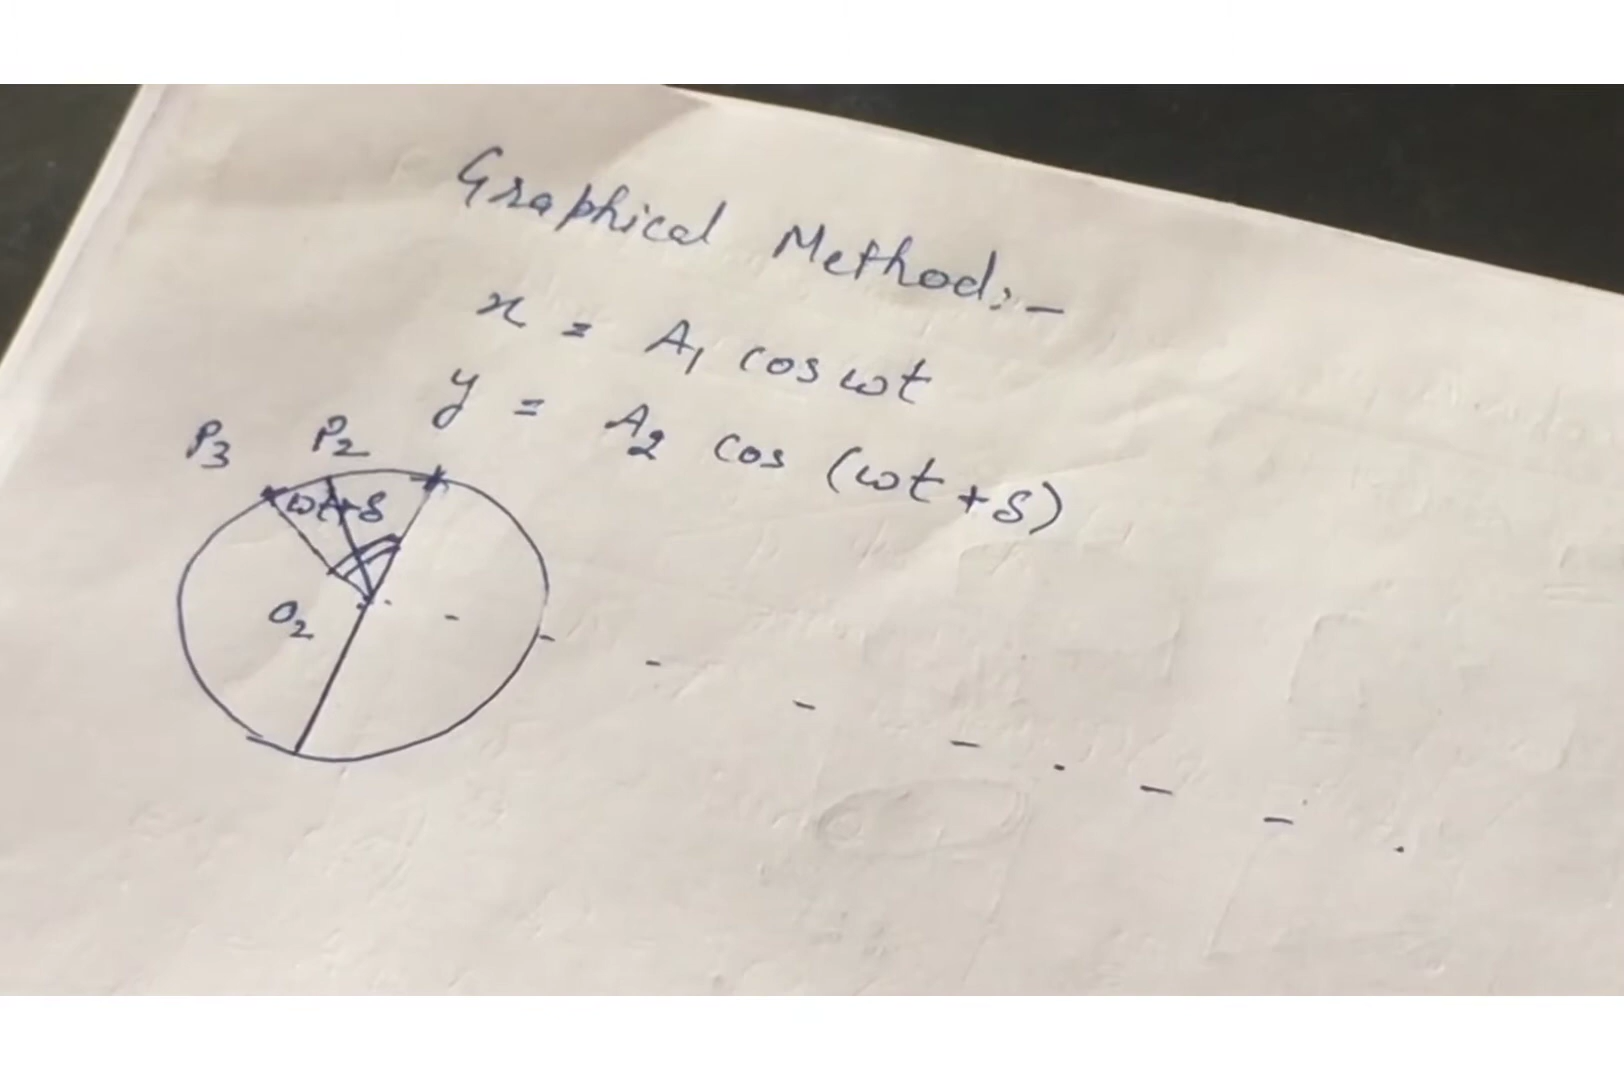 Graphical Method:-
x = A1 cos ωt
y = A2 cos (ωt + δ)
P3 P2
ωt+δ
O2